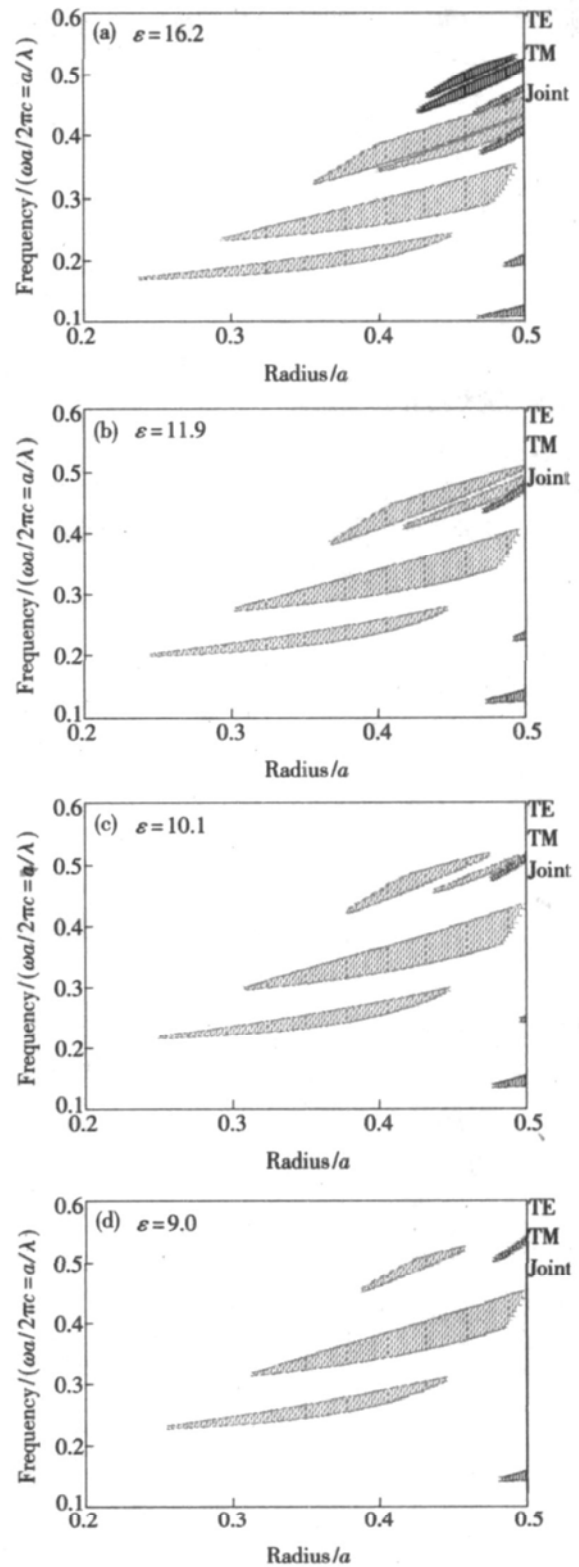 0.6
(a) ε=16.2
TE
0.5
TM
Joint
0.4
0.3
0.2
0.1
Frequency/(ωa/2πc=a/λ)
0.2 0.3 0.4 0.5
Radius/a
0.6
(b) ε=11.9
TE
TM
0.5
Joint
0.4
0.3
0.2
0.1
Frequency/(ωa/2πc=a/λ)
0.2 0.3 0.4 0.5
Radius/a
0.6
(c) ε=10.1
TE
TM
0.5
Joint
0.4
0.3
0.2
0.1
Frequency/(ωa/2πc=a/λ)
0.2 0.3 0.4 0.5
Radius/a
0.6
(d) ε=9.0
TE
TM
0.5
Joint
0.4
0.3
0.2
0.1
Frequency/(ωa/2πc=a/λ)
0.2 0.3 0.4 0.5
Radius/a